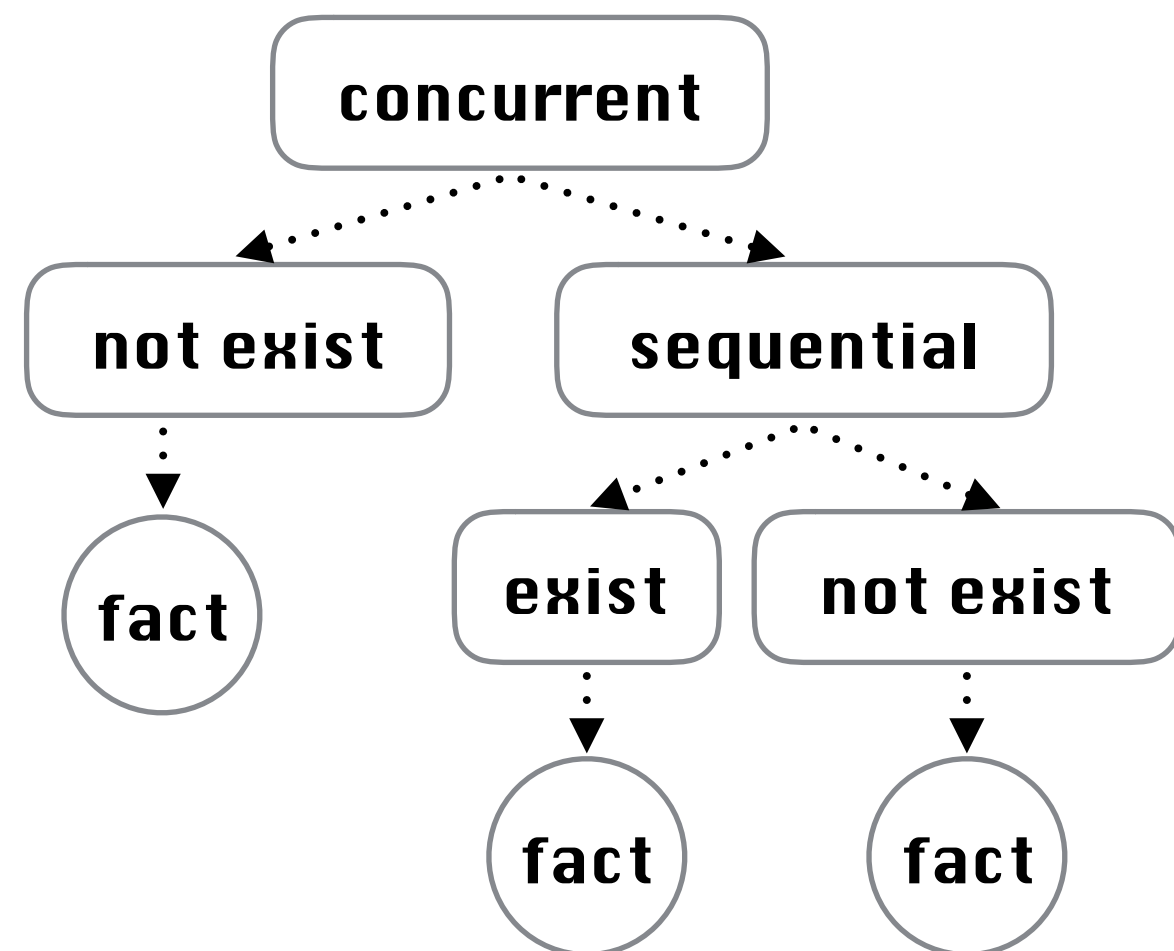 concurrent
not exist
sequential
fact
exist
not exist
fact
fact